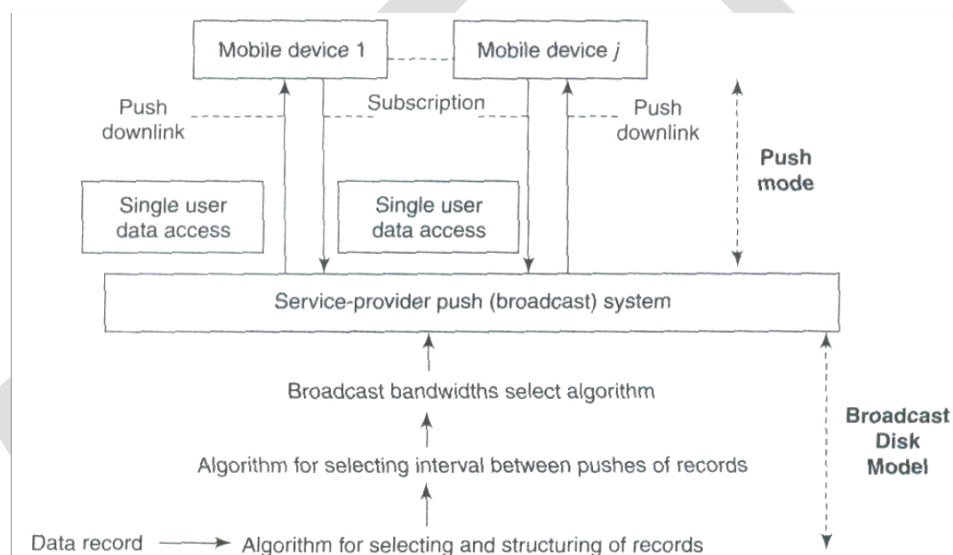 Mobile device 1
Mobile device j
Subscription
Push
downlink
Push
downlink
Push
mode
Single user
data access
Single user
data access
Service-provider push (broadcast) system
Broadcast bandwidths select algorithm
Broadcast
Disk
Model
Algorithm for selecting interval between pushes of records
Data record
Algorithm for selecting and structuring of records